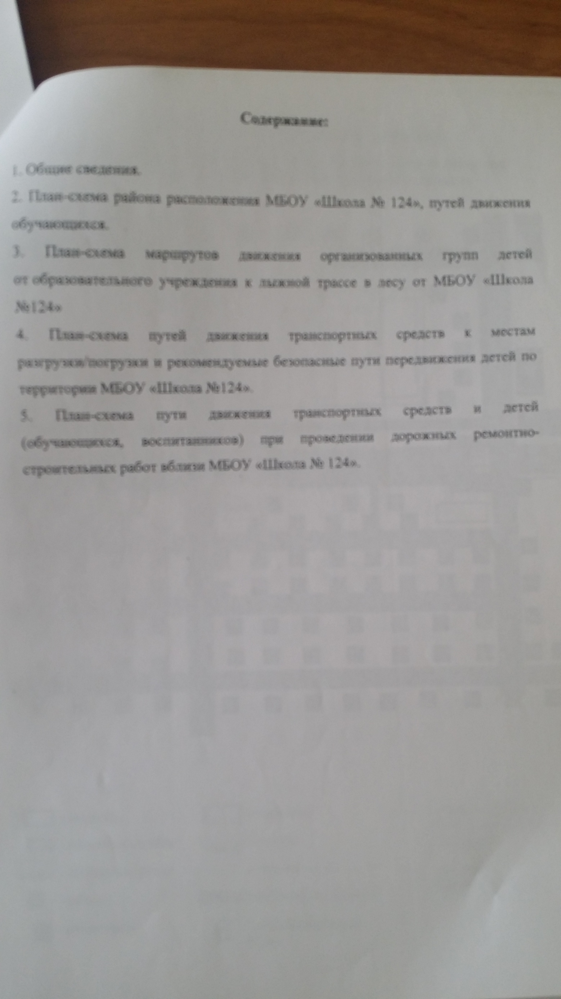 Содержание:
1. Общие сведения.
2. План-схема района расположения МБОУ «Школа № 124», путей движения
обучающихся.
3. План-схема маршрутов движения организованных групп детей
от образовательного учреждения к лыжной трассе в лесу от МБОУ «Школа
№124»
4. План-схема путей движения транспортных средств к местам
разгрузки/погрузки и рекомендуемые безопасные пути передвижения детей по
территории МБОУ «Школа №124».
5. План-схема пути движения транспортных средств и детей
(обучающихся, воспитанников) при проведении дорожных ремонтно-
строительных работ вблизи МБОУ «Школа № 124».